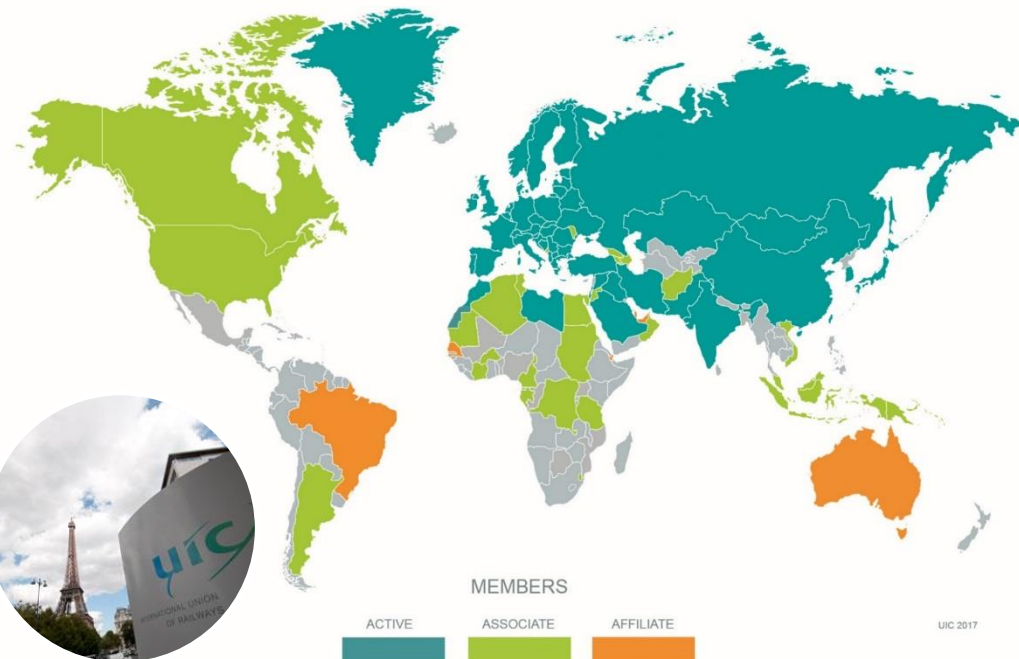 MEMBERS
ACTIVE
ASSOCIATE
AFFILIATE
UIC 2017
uic
INTERNATIONAL UNION
OF RAILWAYS